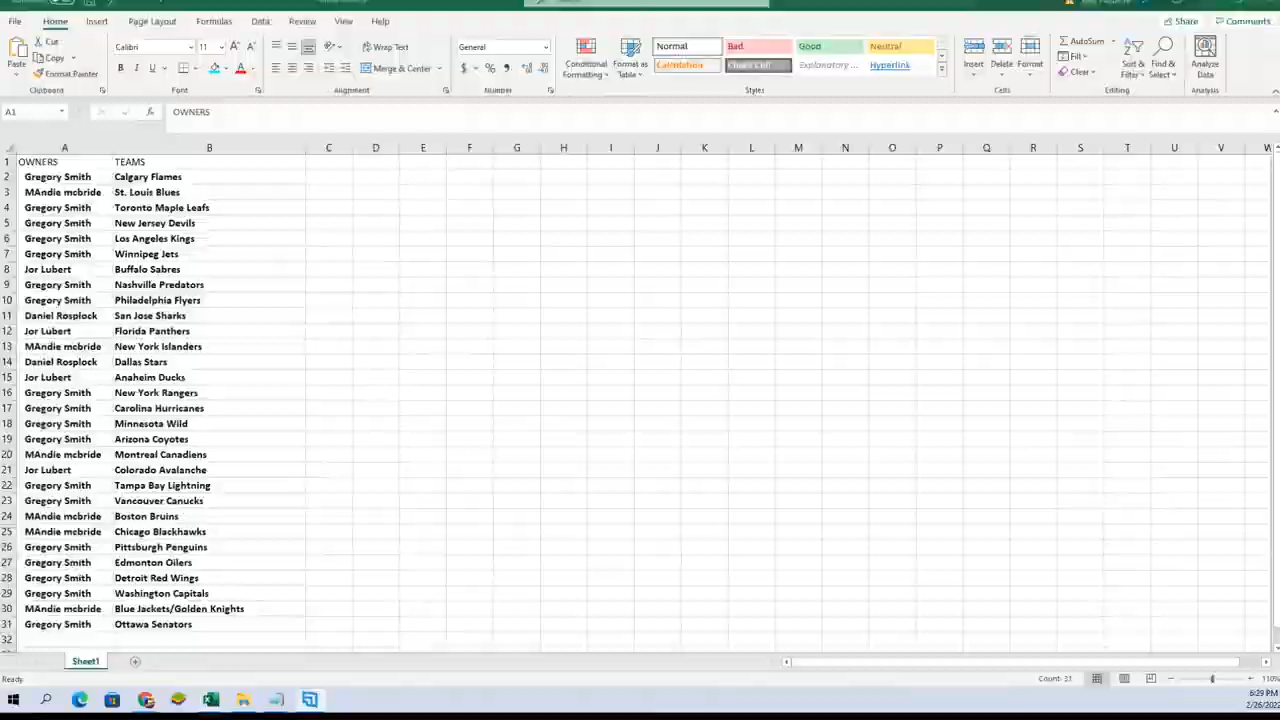 File Home Insert Page Layout Formulas Data Review View Help Share Comments
Cut Calibri 11 Wrap Text General Normal Bad Good Neutral AutoSum
Copy Fill
Paste Format Painter Merge & Center Conditional Formatting Format as Table Calculation Explanatory ... Hyperlink Insert Delete Format Clear Sort & Filter Find & Select Analyze Data
Clipboard Font Alignment Number Styles Cells Editing Analysis
A1 fx OWNERS
A B C D E F G H I J K L M N O P Q R S T U V W
1 OWNERS TEAMS
2 Gregory Smith Calgary Flames
3 MAndie mcbride St. Louis Blues
4 Gregory Smith Toronto Maple Leafs
5 Gregory Smith New Jersey Devils
6 Gregory Smith Los Angeles Kings
7 Gregory Smith Winnipeg Jets
8 Jor Lubert Buffalo Sabres
9 Gregory Smith Nashville Predators
10 Gregory Smith Philadelphia Flyers
11 Daniel Rosplock San Jose Sharks
12 Jor Lubert Florida Panthers
13 MAndie mcbride New York Islanders
14 Daniel Rosplock Dallas Stars
15 Jor Lubert Anaheim Ducks
16 Gregory Smith New York Rangers
17 Gregory Smith Carolina Hurricanes
18 Gregory Smith Minnesota Wild
19 Gregory Smith Arizona Coyotes
20 MAndie mcbride Montreal Canadiens
21 Jor Lubert Colorado Avalanche
22 Gregory Smith Tampa Bay Lightning
23 Gregory Smith Vancouver Canucks
24 MAndie mcbride Boston Bruins
25 MAndie mcbride Chicago Blackhawks
26 Gregory Smith Pittsburgh Penguins
27 Gregory Smith Edmonton Oilers
28 Gregory Smith Detroit Red Wings
29 Gregory Smith Washington Capitals
30 MAndie mcbride Blue Jackets/Golden Knights
31 Gregory Smith Ottawa Senators
32
Sheet1
Ready Count: 31 110%
6:29 PM